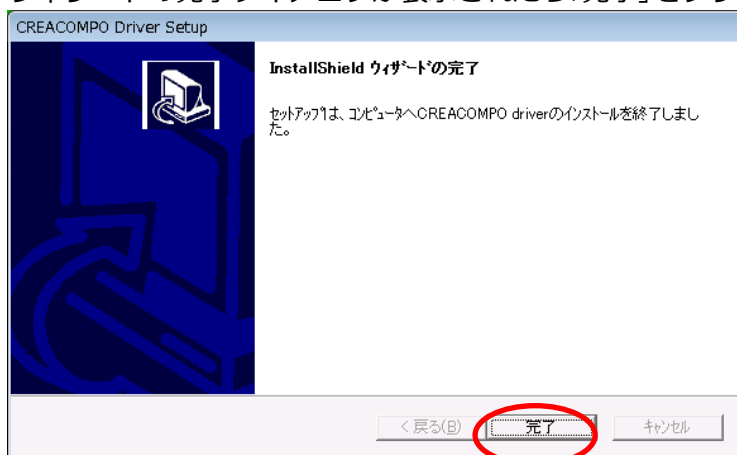 CREACOMPO Driver Setup
InstallShield ウィザードの完了
セットアップは、コンピュータへCREACOMPO driverのインストールを終了しまし
た。
< 戻る(B)
完了
キャンセル